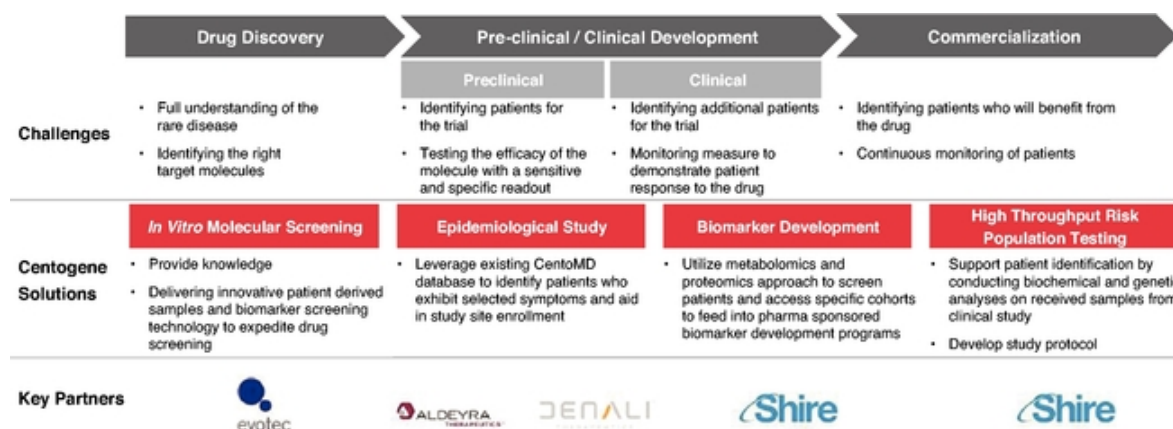 Drug Discovery
Pre-clinical / Clinical Development
Commercialization
Preclinical
Clinical
Challenges
• Full understanding of the
rare disease
• Identifying the right
target molecules
• Identifying patients for
the trial
• Testing the efficacy of the
molecule with a sensitive
and specific readout
• Identifying additional patients
for the trial
• Monitoring measure to
demonstrate patient
response to the drug
• Identifying patients who will benefit from
the drug
• Continuous monitoring of patients
Centogene
Solutions
In Vitro Molecular Screening
• Provide knowledge
• Delivering innovative patient derived
samples and biomarker screening
technology to expedite drug
screening
Epidemiological Study
• Leverage existing CentoMD
database to identify patients who
exhibit selected symptoms and aid
in study site enrollment
Biomarker Development
• Utilize metabolomics and
proteomics approach to screen
patients and access specific cohorts
to feed into pharma sponsored
biomarker development programs
High Throughput Risk
Population Testing
• Support patient identification by
conducting biochemical and genetic
analyses on received samples from
clinical study
• Develop study protocol
Key Partners
evotec
ALDEYRA
THERAPEUTICS
DENALI
Shire
Shire